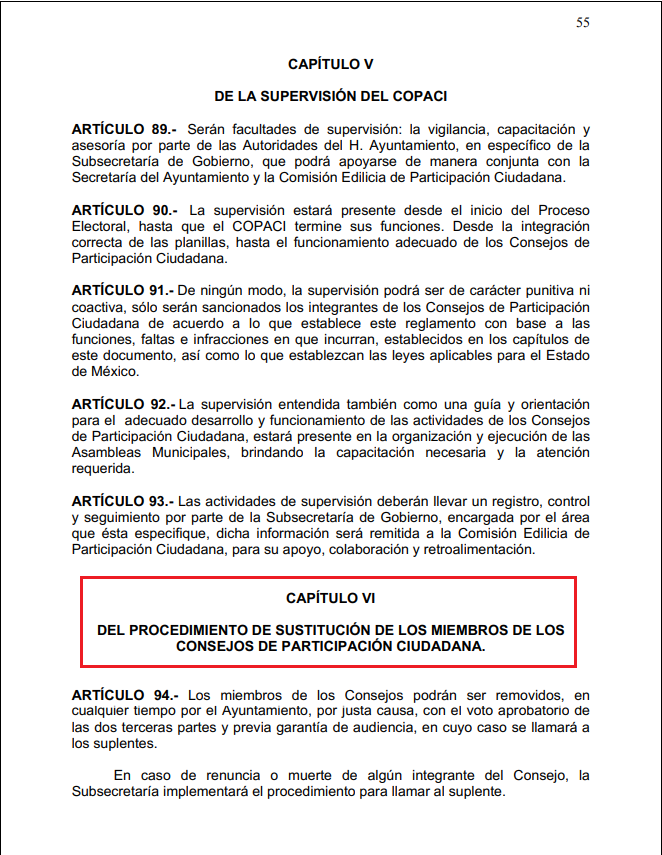 55
CAPÍTULO V
DE LA SUPERVISIÓN DEL COPACI
ARTÍCULO 89.- Serán facultades de supervisión: la vigilancia, capacitación y
asesoría por parte de las Autoridades del H. Ayuntamiento, en específico de la
Subsecretaría de Gobierno, que podrá apoyarse de manera conjunta con la
Secretaría del Ayuntamiento y la Comisión Edilicia de Participación Ciudadana.
ARTÍCULO 90.- La supervisión estará presente desde el inicio del Proceso
Electoral, hasta que el COPACI termine sus funciones. Desde la integración
correcta de las planillas, hasta el funcionamiento adecuado de los Consejos de
Participación Ciudadana.
ARTÍCULO 91.- De ningún modo, la supervisión podrá ser de carácter punitiva ni
coactiva, sólo serán sancionados los integrantes de los Consejos de Participación
Ciudadana de acuerdo a lo que establece este reglamento con base a las
funciones, faltas e infracciones en que incurran, establecidos en los capítulos de
este documento, así como lo que establezcan las leyes aplicables para el Estado
de México.
ARTÍCULO 92.- La supervisión entendida también como una guía y orientación
para el adecuado desarrollo y funcionamiento de las actividades de los Consejos
de Participación Ciudadana, estará presente en la organización y ejecución de las
Asambleas Municipales, brindando la capacitación necesaria y la atención
requerida.
ARTÍCULO 93.- Las actividades de supervisión deberán llevar un registro, control
y seguimiento por parte de la Subsecretaría de Gobierno, encargada por el área
que ésta especifique, dicha información será remitida a la Comisión Edilicia de
Participación Ciudadana, para su apoyo, colaboración y retroalimentación.
CAPÍTULO VI
DEL PROCEDIMIENTO DE SUSTITUCIÓN DE LOS MIEMBROS DE LOS
CONSEJOS DE PARTICIPACIÓN CIUDADANA.
ARTÍCULO 94.- Los miembros de los Consejos podrán ser removidos, en
cualquier tiempo por el Ayuntamiento, por justa causa, con el voto aprobatorio de
las dos terceras partes y previa garantía de audiencia, en cuyo caso se llamará a
los suplentes.
En caso de renuncia o muerte de algún integrante del Consejo, la
Subsecretaría implementará el procedimiento para llamar al suplente.